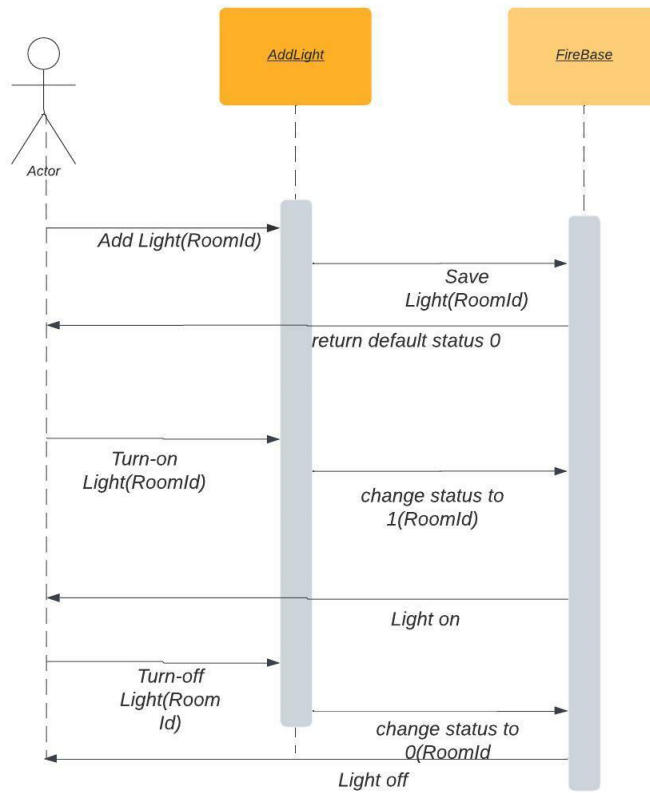 AddLight
FireBase
Actor
Add Light(RoomId)
Save
Light(RoomId)
return default status 0
Turn-on
Light(RoomId)
change status to
1(RoomId)
Light on
Turn-off
Light(Room
Id)
change status to
0(RoomId
Light off